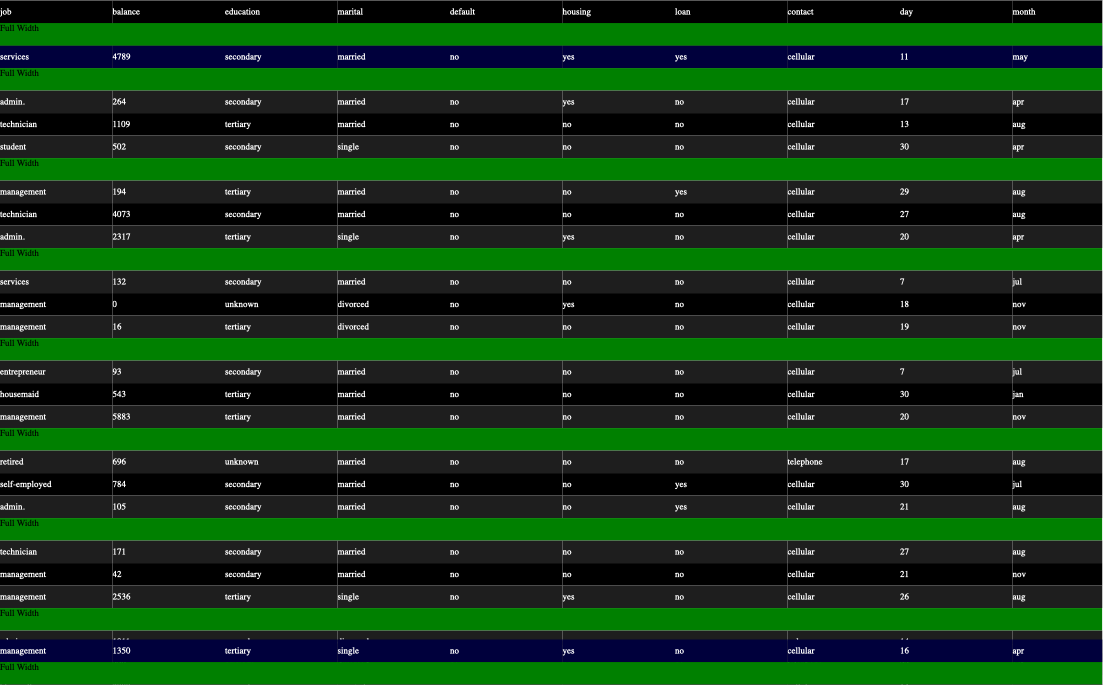 job balance education marital default housing loan contact day month
Full Width
services 4789 secondary married no yes yes cellular 11 may
Full Width
admin. 264 secondary married no yes no cellular 17 apr
technician 1109 tertiary married no no no cellular 13 aug
student 502 secondary single no no no cellular 30 apr
Full Width
management 194 tertiary married no no yes cellular 29 aug
technician 4073 secondary married no no no cellular 27 aug
admin. 2317 tertiary single no yes no cellular 20 apr
Full Width
services 132 secondary married no no no cellular 7 jul
management 0 unknown divorced no yes no cellular 18 nov
management 16 tertiary divorced no no no cellular 19 nov
Full Width
entrepreneur 93 secondary married no no no cellular 7 jul
housemaid 543 tertiary married no no no cellular 30 jan
management 5883 tertiary married no no no cellular 20 nov
Full Width
retired 696 unknown married no no no telephone 17 aug
self-employed 784 secondary married no no yes cellular 30 jul
admin. 105 secondary married no no yes cellular 21 aug
Full Width
technician 171 secondary married no no no cellular 27 aug
management 42 secondary married no no no cellular 21 nov
management 2536 tertiary single no yes no cellular 26 aug
Full Width
management 1350 tertiary single no yes no cellular 16 apr
Full Width